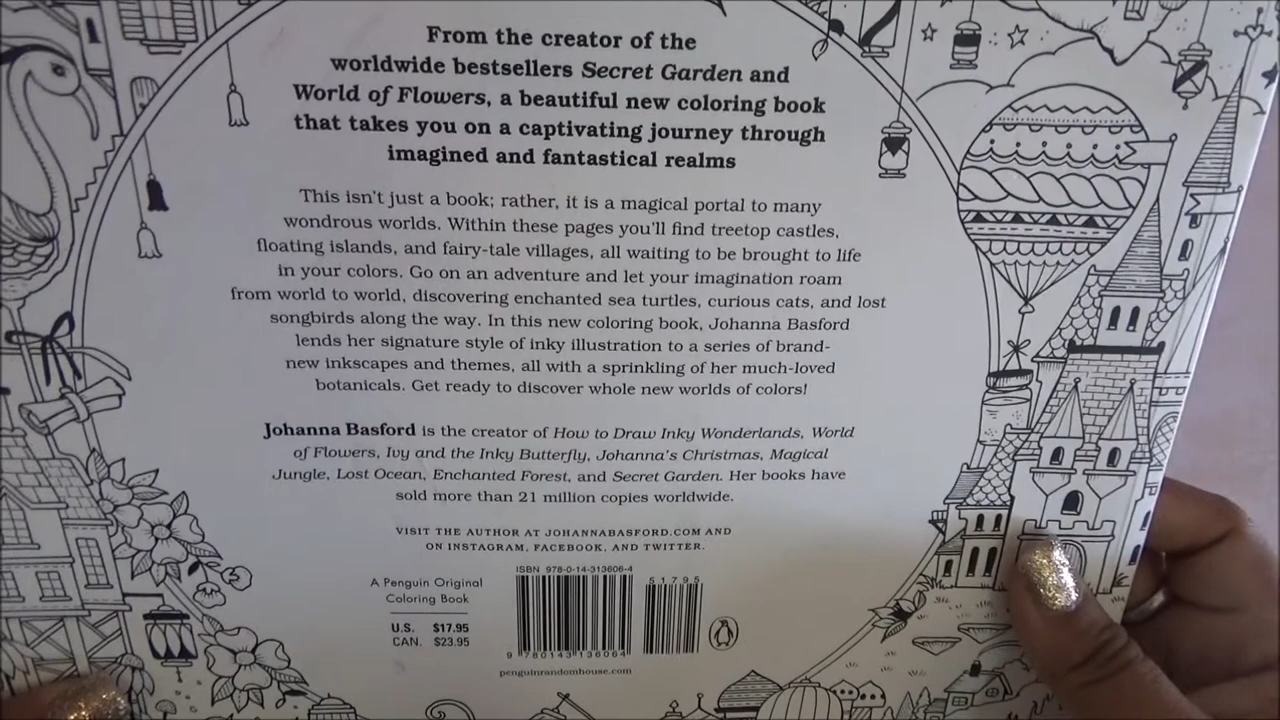 From the creator of the
worldwide bestsellers Secret Garden and
World of Flowers, a beautiful new coloring book
that takes you on a captivating journey through
imagined and fantastical realms
This isn't just a book; rather, it is a magical portal to many
wondrous worlds. Within these pages you'll find treetop castles,
floating islands, and fairy-tale villages, all waiting to be brought to life
in your colors. Go on an adventure and let your imagination roam
from world to world, discovering enchanted sea turtles, curious cats, and lost
songbirds along the way. In this new coloring book, Johanna Basford
lends her signature style of inky illustration to a series of brand-
new inkscapes and themes, all with a sprinkling of her much-loved
botanicals. Get ready to discover whole new worlds of colors!
Johanna Basford is the creator of How to Draw Inky Wonderlands, World
of Flowers, Ivy and the Inky Butterfly, Johanna's Christmas, Magical
Jungle, Lost Ocean, Enchanted Forest, and Secret Garden. Her books have
sold more than 21 million copies worldwide.
VISIT THE AUTHOR AT JOHANNABASFORD.COM AND
ON INSTAGRAM, FACEBOOK, AND TWITTER.
A Penguin Original
Coloring Book
U.S. $17.95
CAN. $23.95
ISBN 978-0-14-313606-4
51795
9 780143 136064
penguinrandomhouse.com